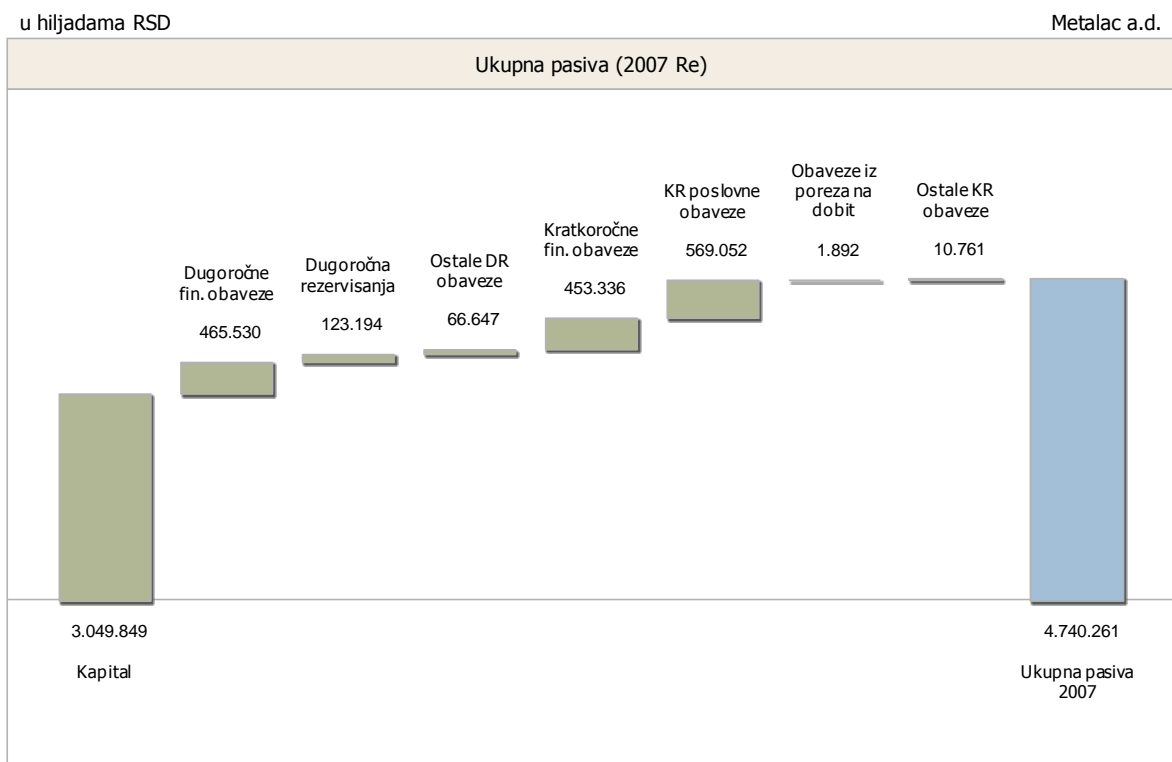 u hiljadama RSD
Metalac a.d.
Ukupna pasiva (2007 Re)
Kapital
3.049.849
Dugoročne
fin. obaveze
465.530
Dugoročna
rezervisanja
123.194
Ostale DR
obaveze
66.647
Kratkoročne
fin. obaveze
453.336
KR poslovne
obaveze
569.052
Obaveze iz
poreza na
dobit
1.892
Ostale KR
obaveze
10.761
4.740.261
Ukupna pasiva
2007